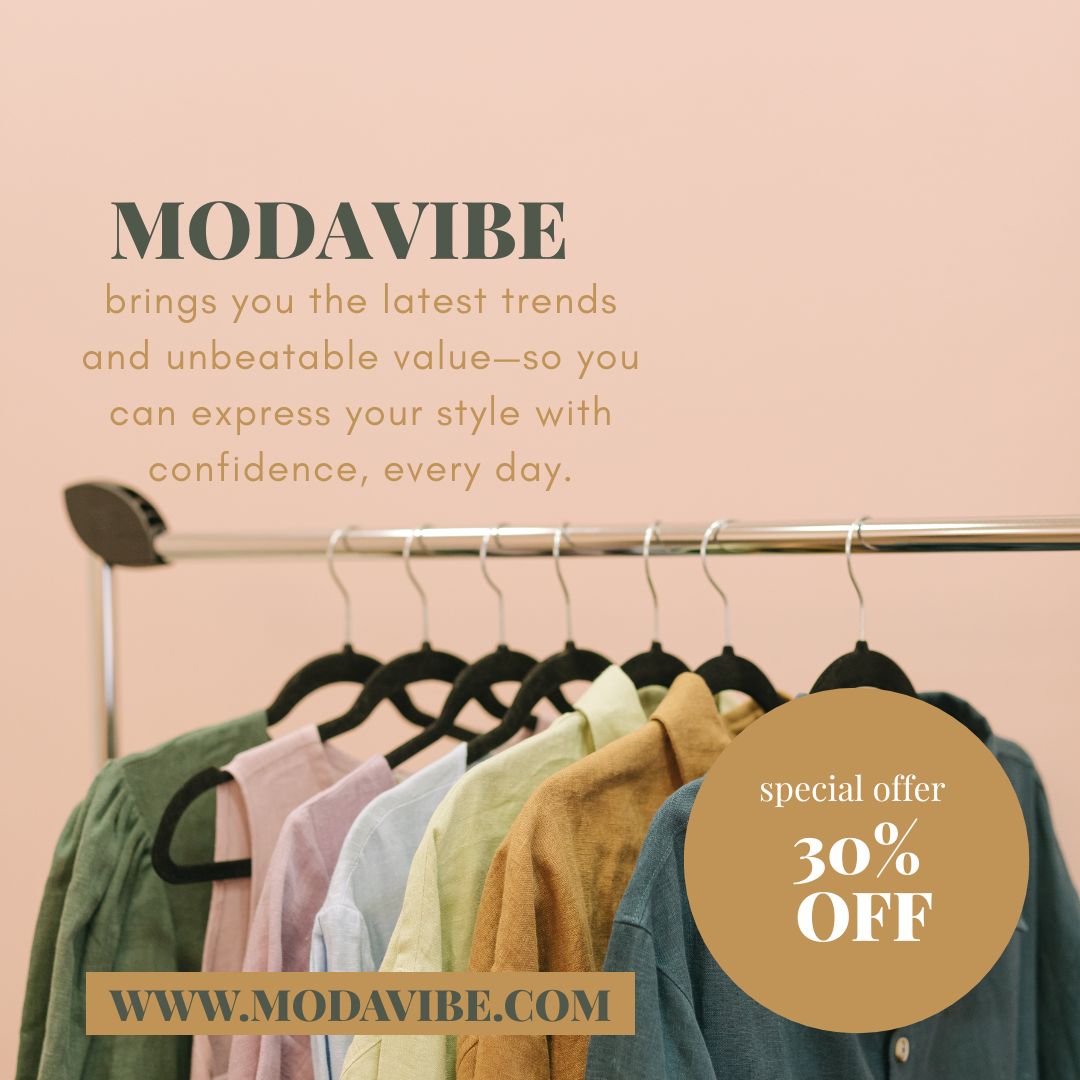 MODAVIBE
brings you the latest trends
and unbeatable value—so you
can express your style with
confidence, every day.
special offer
30%
OFF
WWW.MODAVIBE.COM